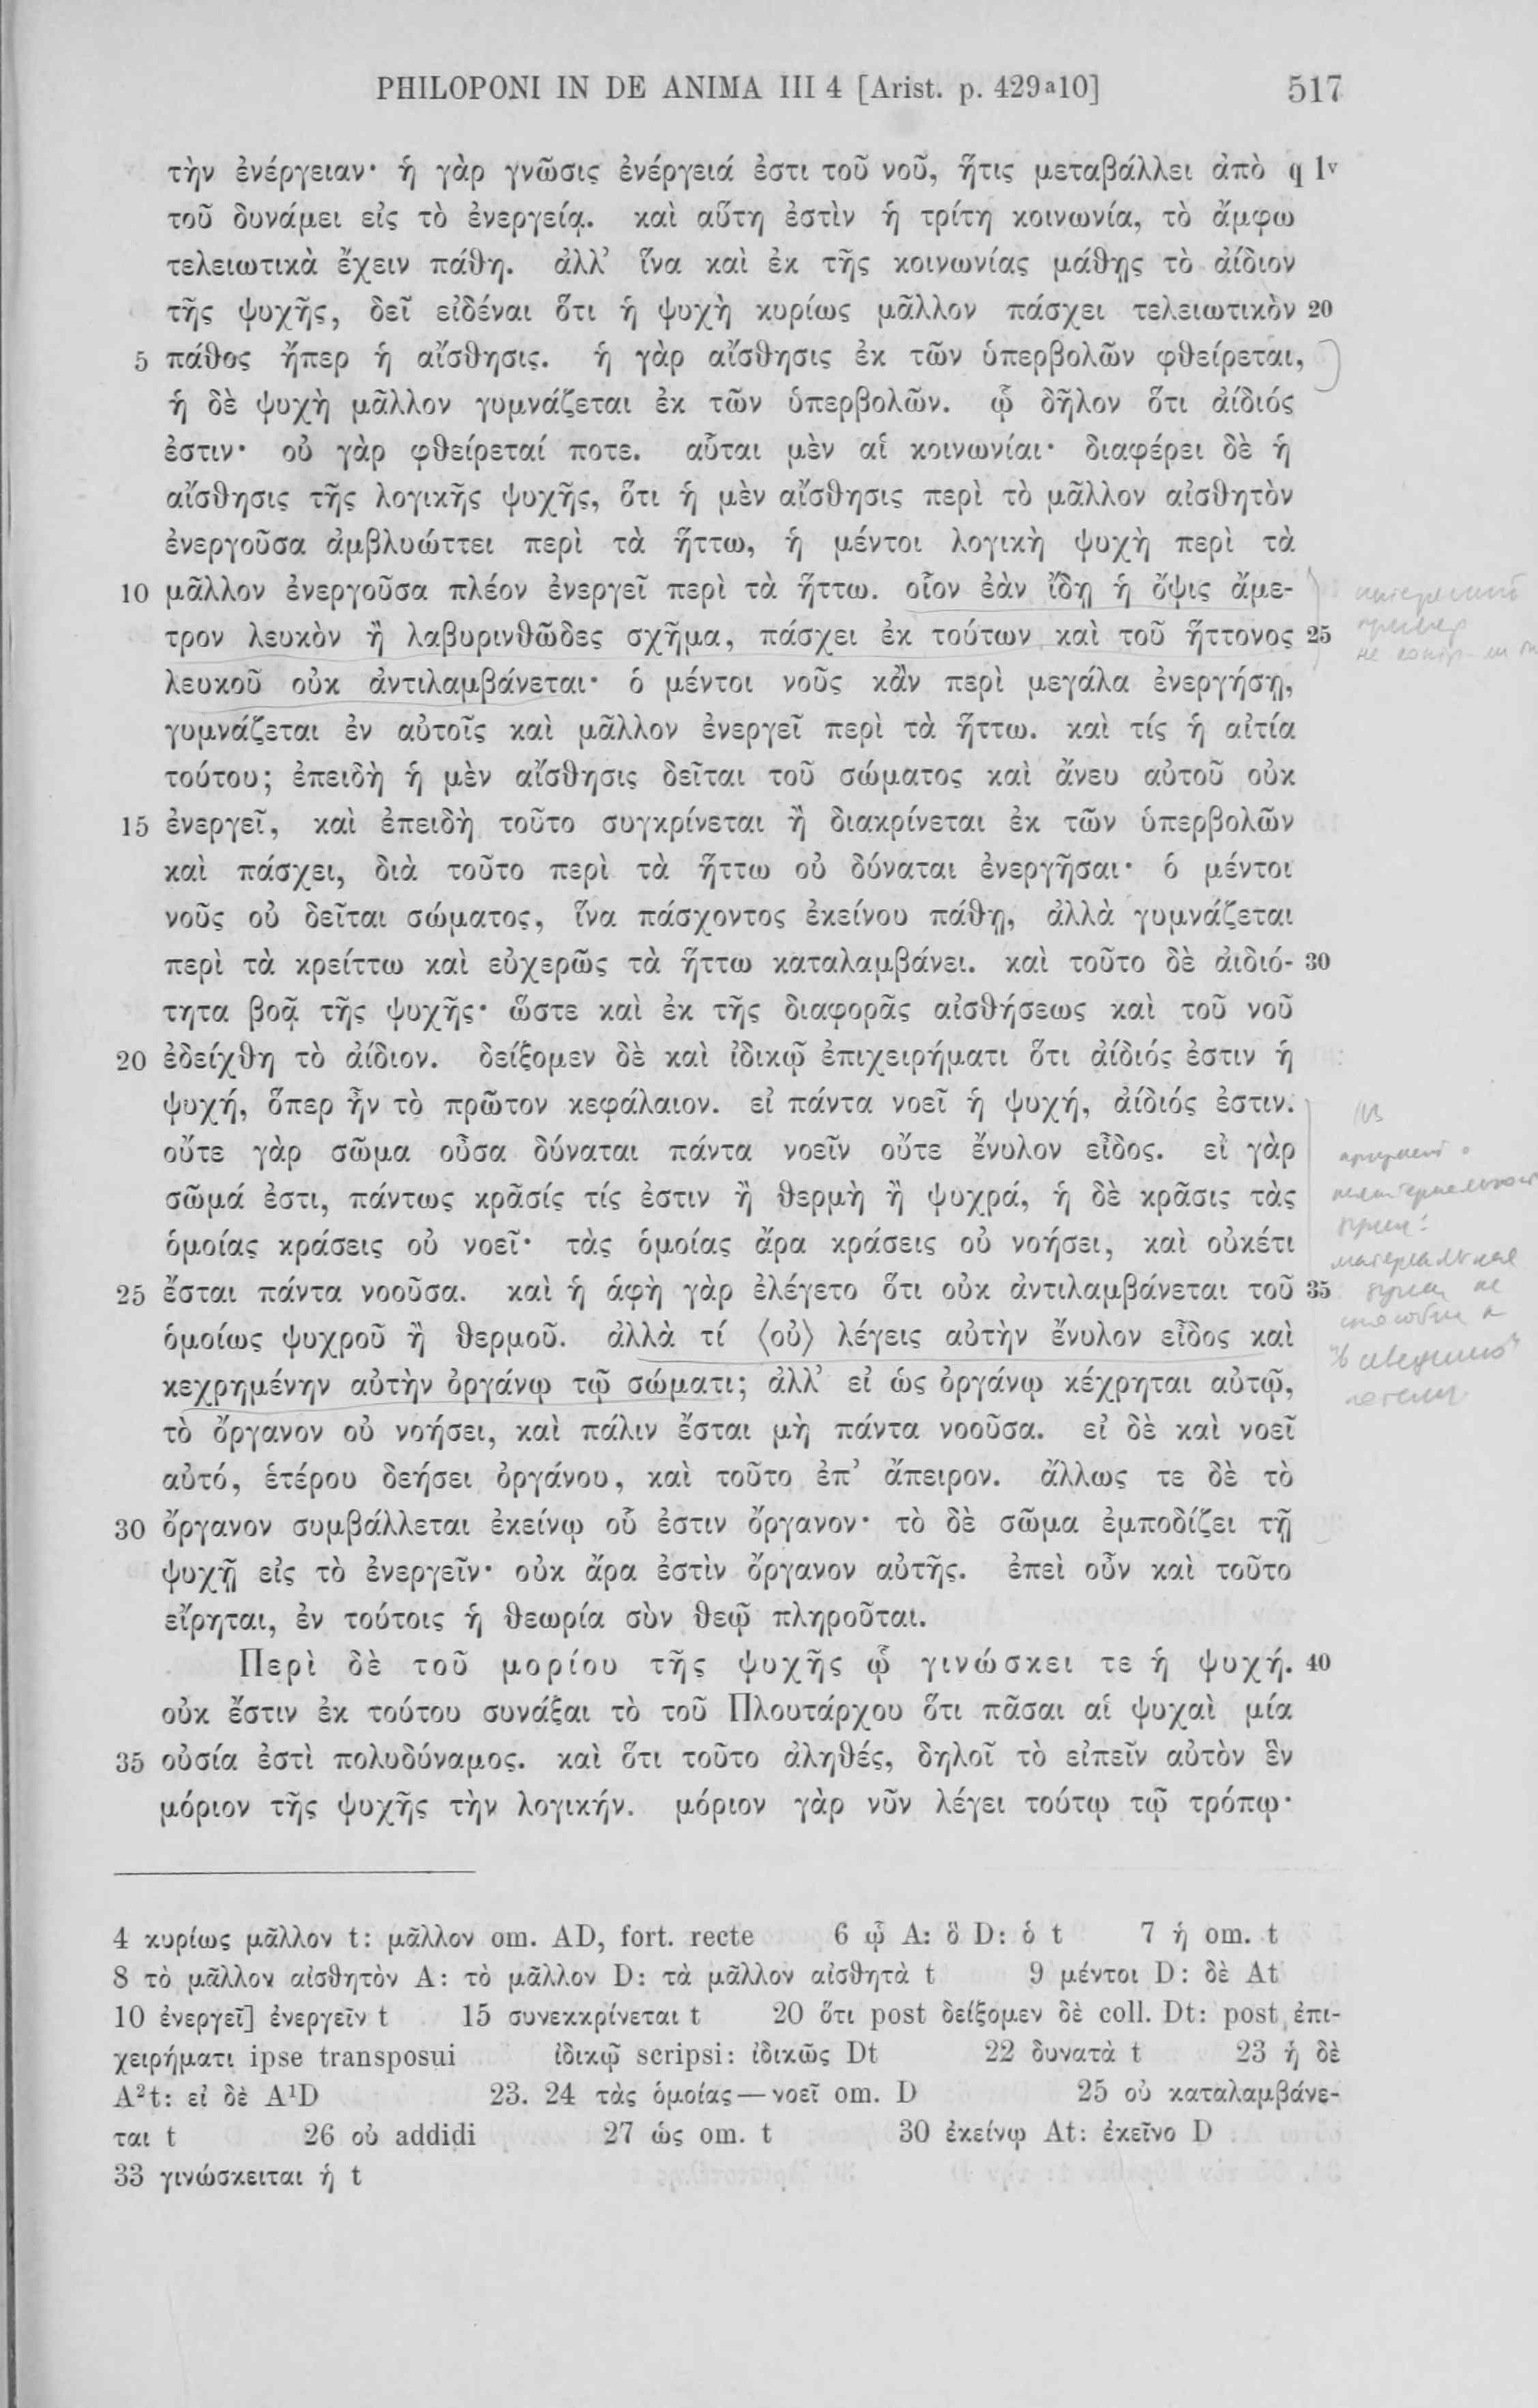 PHILOPONI IN DE ANIMA III 4 [Arist. p. 429a10] 517
τὴν ἐνέργειαν· ἡ γὰρ γνῶσις ἐνέργειά ἐστι τοῦ νοῦ, ἥτις μεταβάλλει ἀπὸ q 1v
τοῦ δυνάμει εἰς τὸ ἐνεργείᾳ. καὶ αὕτη ἐστὶν ἡ τρίτη κοινωνία, τὸ ἄμφω
τελειωτικὰ ἔχειν πάθη. ἀλλ’ ἵνα καὶ ἐκ τῆς κοινωνίας μάθῃς τὸ ἀίδιον
τῆς ψυχῆς, δεῖ εἰδέναι ὅτι ἡ ψυχὴ κυρίως μᾶλλον πάσχει τελειωτικὸν 20
5 πάθος ἤπερ ἡ αἴσθησις. ἡ γὰρ αἴσθησις ἐκ τῶν ὑπερβολῶν φθείρεται,
ἡ δὲ ψυχὴ μᾶλλον γυμνάζεται ἐκ τῶν ὑπερβολῶν. ᾧ δῆλον ὅτι ἀίδιός
ἐστιν· οὐ γὰρ φθείρεταί ποτε. αὗται μὲν αἱ κοινωνίαι· διαφέρει δὲ ἡ
αἴσθησις τῆς λογικῆς ψυχῆς, ὅτι ἡ μὲν αἴσθησις περὶ τὸ μᾶλλον αἰσθητὸν
ἐνεργοῦσα ἀμβλυώττει περὶ τὰ ἥττω, ἡ μέντοι λογικὴ ψυχὴ περὶ τὰ
10 μᾶλλον ἐνεργοῦσα πλέον ἐνεργεῖ περὶ τὰ ἥττω. οἷον ἐὰν ἴδῃ ἡ ὄψις ἄμε-
τρον λευκὸν ἢ λαβυρινθῶδες σχῆμα, πάσχει ἐκ τούτων καὶ τοῦ ἥττονος 25
λευκοῦ οὐκ ἀντιλαμβάνεται· ὁ μέντοι νοῦς κἂν περὶ μεγάλα ἐνεργήσῃ,
γυμνάζεται ἐν αὐτοῖς καὶ μᾶλλον ἐνεργεῖ περὶ τὰ ἥττω. καὶ τίς ἡ αἰτία
τούτου; ἐπειδὴ ἡ μὲν αἴσθησις δεῖται τοῦ σώματος καὶ ἄνευ αὐτοῦ οὐκ
15 ἐνεργεῖ, καὶ ἐπειδὴ τοῦτο συγκρίνεται ἢ διακρίνεται ἐκ τῶν ὑπερβολῶν
καὶ πάσχει, διὰ τοῦτο περὶ τὰ ἥττω οὐ δύναται ἐνεργῆσαι· ὁ μέντοι
νοῦς οὐ δεῖται σώματος, ἵνα πάσχοντος ἐκείνου πάθῃ, ἀλλὰ γυμνάζεται
περὶ τὰ κρείττω καὶ εὐχερῶς τὰ ἥττω καταλαμβάνει. καὶ τοῦτο δὲ ἀιδιό- 30
τητα βοᾷ τῆς ψυχῆς· ὥστε καὶ ἐκ τῆς διαφορᾶς αἰσθήσεως καὶ τοῦ νοῦ
20 ἐδείχθη τὸ ἀίδιον. δείξομεν δὲ καὶ ἰδικῷ ἐπιχειρήματι ὅτι ἀίδιός ἐστιν ἡ
ψυχή, ὅπερ ἦν τὸ πρῶτον κεφάλαιον. εἰ πάντα νοεῖ ἡ ψυχή, ἀίδιός ἐστιν.
οὔτε γὰρ σῶμα οὖσα δύναται πάντα νοεῖν οὔτε ἔνυλον εἶδος. εἰ γὰρ
σῶμά ἐστι, πάντως κρᾶσίς τίς ἐστιν ἢ θερμὴ ἢ ψυχρά, ἡ δὲ κρᾶσις τὰς
ὁμοίας κράσεις οὐ νοεῖ· τὰς ὁμοίας ἄρα κράσεις οὐ νοήσει, καὶ οὐκέτι
25 ἔσται πάντα νοοῦσα. καὶ ἡ ἁφὴ γὰρ ἐλέγετο ὅτι οὐκ ἀντιλαμβάνεται τοῦ 35
ὁμοίως ψυχροῦ ἢ θερμοῦ. ἀλλὰ τί ⟨οὐ⟩ λέγεις αὐτὴν ἔνυλον εἶδος καὶ
κεχρημένην αὐτὴν ὀργάνῳ τῷ σώματι; ἀλλ’ εἰ ὡς ὀργάνῳ κέχρηται αὐτῷ,
τὸ ὄργανον οὐ νοήσει, καὶ πάλιν ἔσται μὴ πάντα νοοῦσα. εἰ δὲ καὶ νοεῖ
αὐτό, ἑτέρου δεήσει ὀργάνου, καὶ τοῦτο ἐπ’ ἄπειρον. ἄλλως τε δὲ τὸ
30 ὄργανον συμβάλλεται ἐκείνῳ οὗ ἐστιν ὄργανον· τὸ δὲ σῶμα ἐμποδίζει τῇ
ψυχῇ εἰς τὸ ἐνεργεῖν· οὐκ ἄρα ἐστὶν ὄργανον αὐτῆς. ἐπεὶ οὖν καὶ τοῦτο
εἴρηται, ἐν τούτοις ἡ θεωρία σὺν θεῷ πληροῦται.
Περὶ δὲ τοῦ μορίου τῆς ψυχῆς ᾧ γινώσκει τε ἡ ψυχή. 40
οὐκ ἔστιν ἐκ τούτου συνάξαι τὸ τοῦ Πλουτάρχου ὅτι πᾶσαι αἱ ψυχαὶ μία
35 οὐσία ἐστὶ πολυδύναμος. καὶ ὅτι τοῦτο ἀληθές, δηλοῖ τὸ εἰπεῖν αὐτὸν ἓν
μόριον τῆς ψυχῆς τὴν λογικήν. μόριον γὰρ νῦν λέγει τούτῳ τῷ τρόπῳ·
4 κυρίως μᾶλλον t: μᾶλλον om. AD, fort. recte 6 ᾧ A: ὃ D: ὁ t 7 ἡ om. t
8 τὸ μᾶλλον αἰσθητὸν A: τὸ μᾶλλον D: τὰ μᾶλλον αἰσθητὰ t 9 μέντοι D: δὲ At
10 ἐνεργεῖ] ἐνεργεῖν t 15 συνεκκρίνεται t 20 ὅτι post δείξομεν δὲ coll. Dt: post ἐπι-
χειρήματι ipse transposui ἰδικῷ scripsi: ἰδικῶς Dt 22 δυνατὰ t 23 ἡ δὲ
A²t: εἰ δὲ A¹D 23. 24 τὰς ὁμοίας—νοεῖ om. D 25 οὐ καταλαμβάνε-
ται t 26 οὐ addidi 27 ὡς om. t 30 ἐκείνῳ At: ἐκεῖνο D
33 γινώσκειται ἡ t